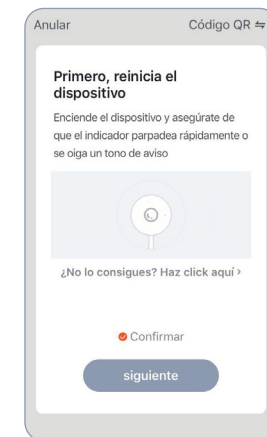 Anular
Código QR ⇋
Primero, reinicia el
dispositivo
Enciende el dispositivo y asegúrate de
que el indicador parpadea rápidamente o
se oiga un tono de aviso
¿No lo consigues? Haz click aquí >
Confirmar
siguiente